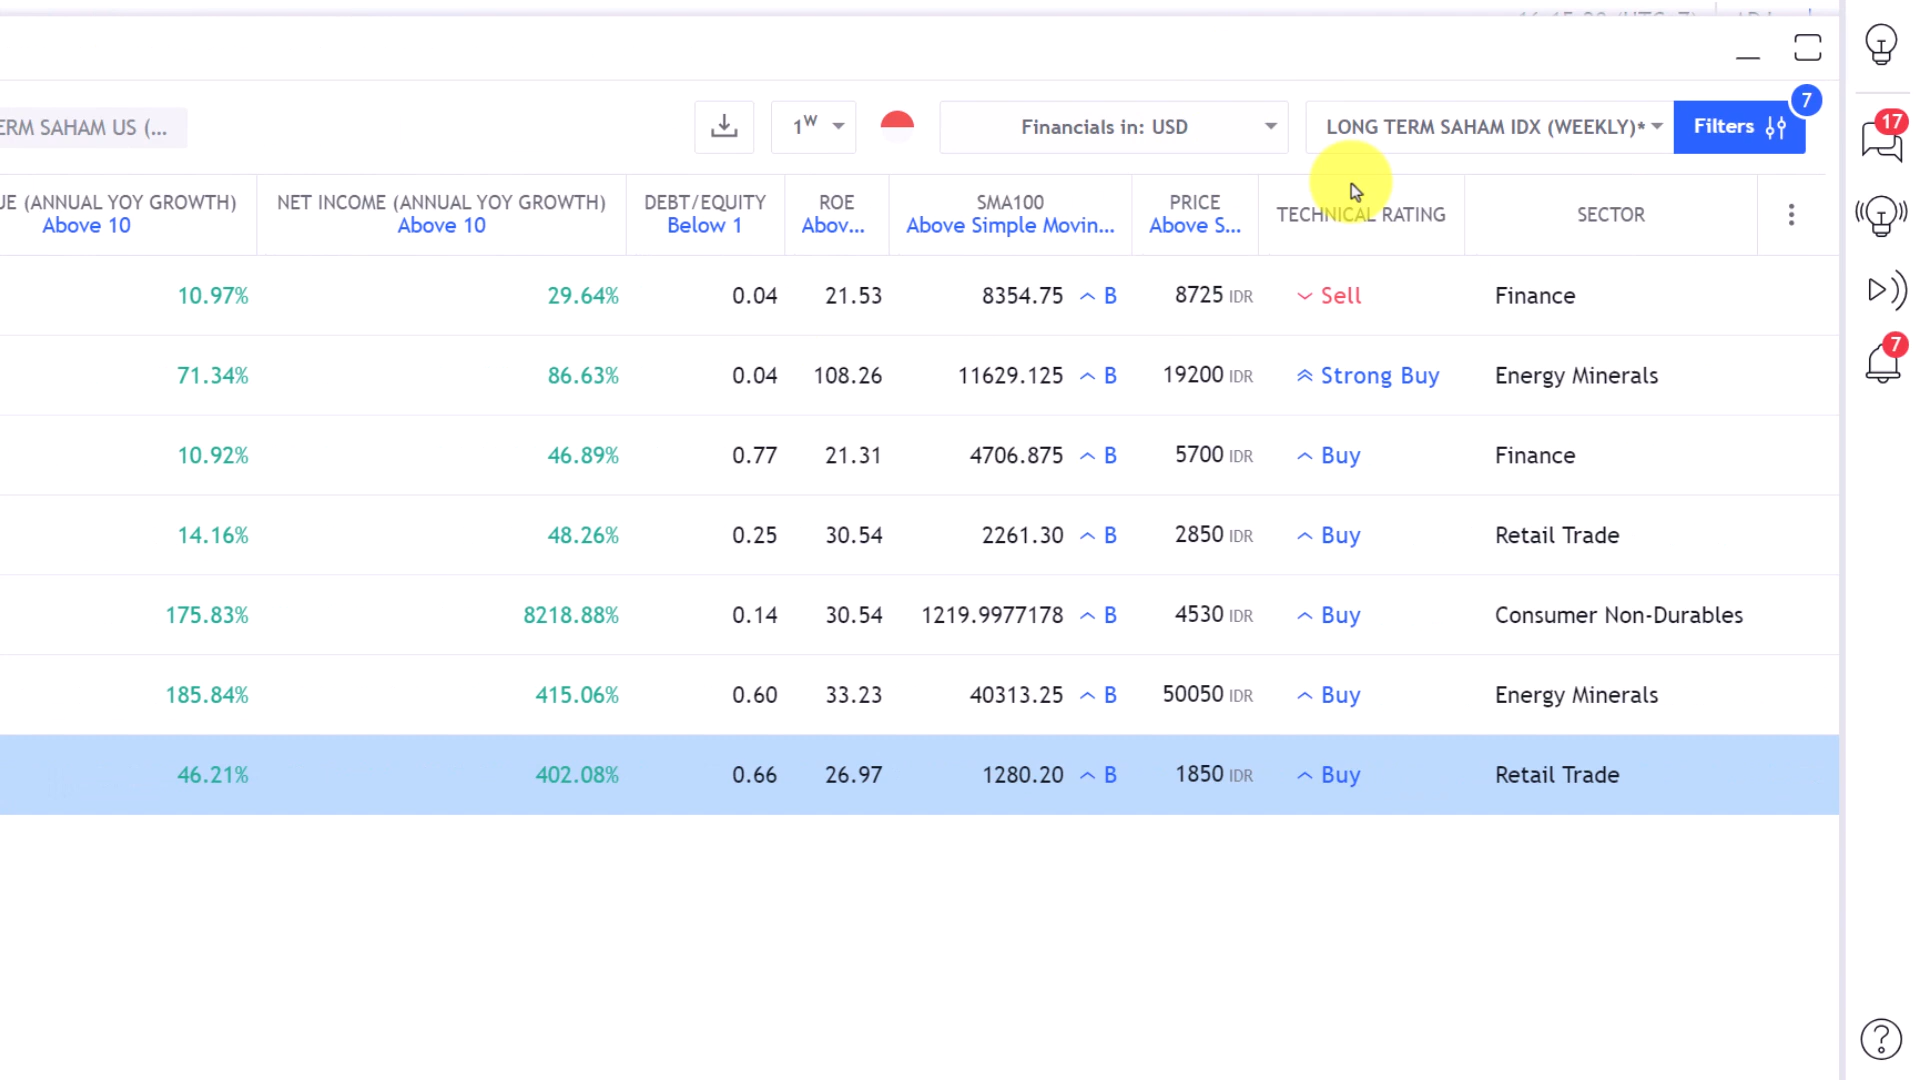 7
17
ERM SAHAM US (...
1W
Financials in: USD
LONG TERM SAHAM IDX (WEEKLY)*
Filters
UE (ANNUAL YOY GROWTH)
Above 10
NET INCOME (ANNUAL YOY GROWTH)
Above 10
DEBT/EQUITY
Below 1
ROE
Abov...
SMA100
Above Simple Movin...
PRICE
Above S...
TECHNICAL RATING
SECTOR
10.97% 29.64% 0.04 21.53 8354.75 B 8725 IDR Sell Finance
71.34% 86.63% 0.04 108.26 11629.125 B 19200 IDR Strong Buy Energy Minerals
7
10.92% 46.89% 0.77 21.31 4706.875 B 5700 IDR Buy Finance
14.16% 48.26% 0.25 30.54 2261.30 B 2850 IDR Buy Retail Trade
175.83% 8218.88% 0.14 30.54 1219.9977178 B 4530 IDR Buy Consumer Non-Durables
185.84% 415.06% 0.60 33.23 40313.25 B 50050 IDR Buy Energy Minerals
46.21% 402.08% 0.66 26.97 1280.20 B 1850 IDR Buy Retail Trade
?